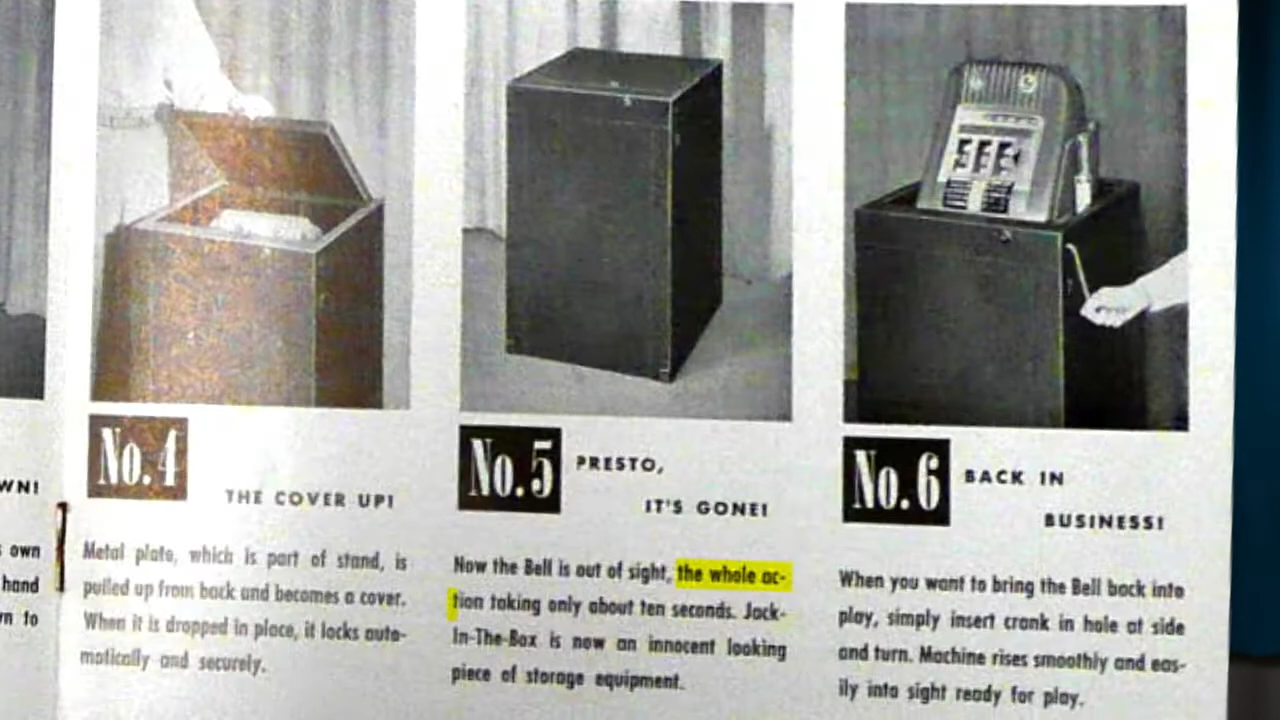 WN!
s own
hand
rn to
No. 4
THE COVER UP!
Metal plate, which is part of stand, is
pulled up from back and becomes a cover.
When it is dropped in place, it locks auto-
matically and securely.
No. 5
PRESTO,
IT'S GONE!
Now the Bell is out of sight, the whole ac-
tion taking only about ten seconds. Jack-
In-The-Box is now an innocent looking
piece of storage equipment.
No. 6
BACK IN
BUSINESS!
When you want to bring the Bell back into
play, simply insert crank in hole at side
and turn. Machine rises smoothly and eas-
ily into sight ready for play.